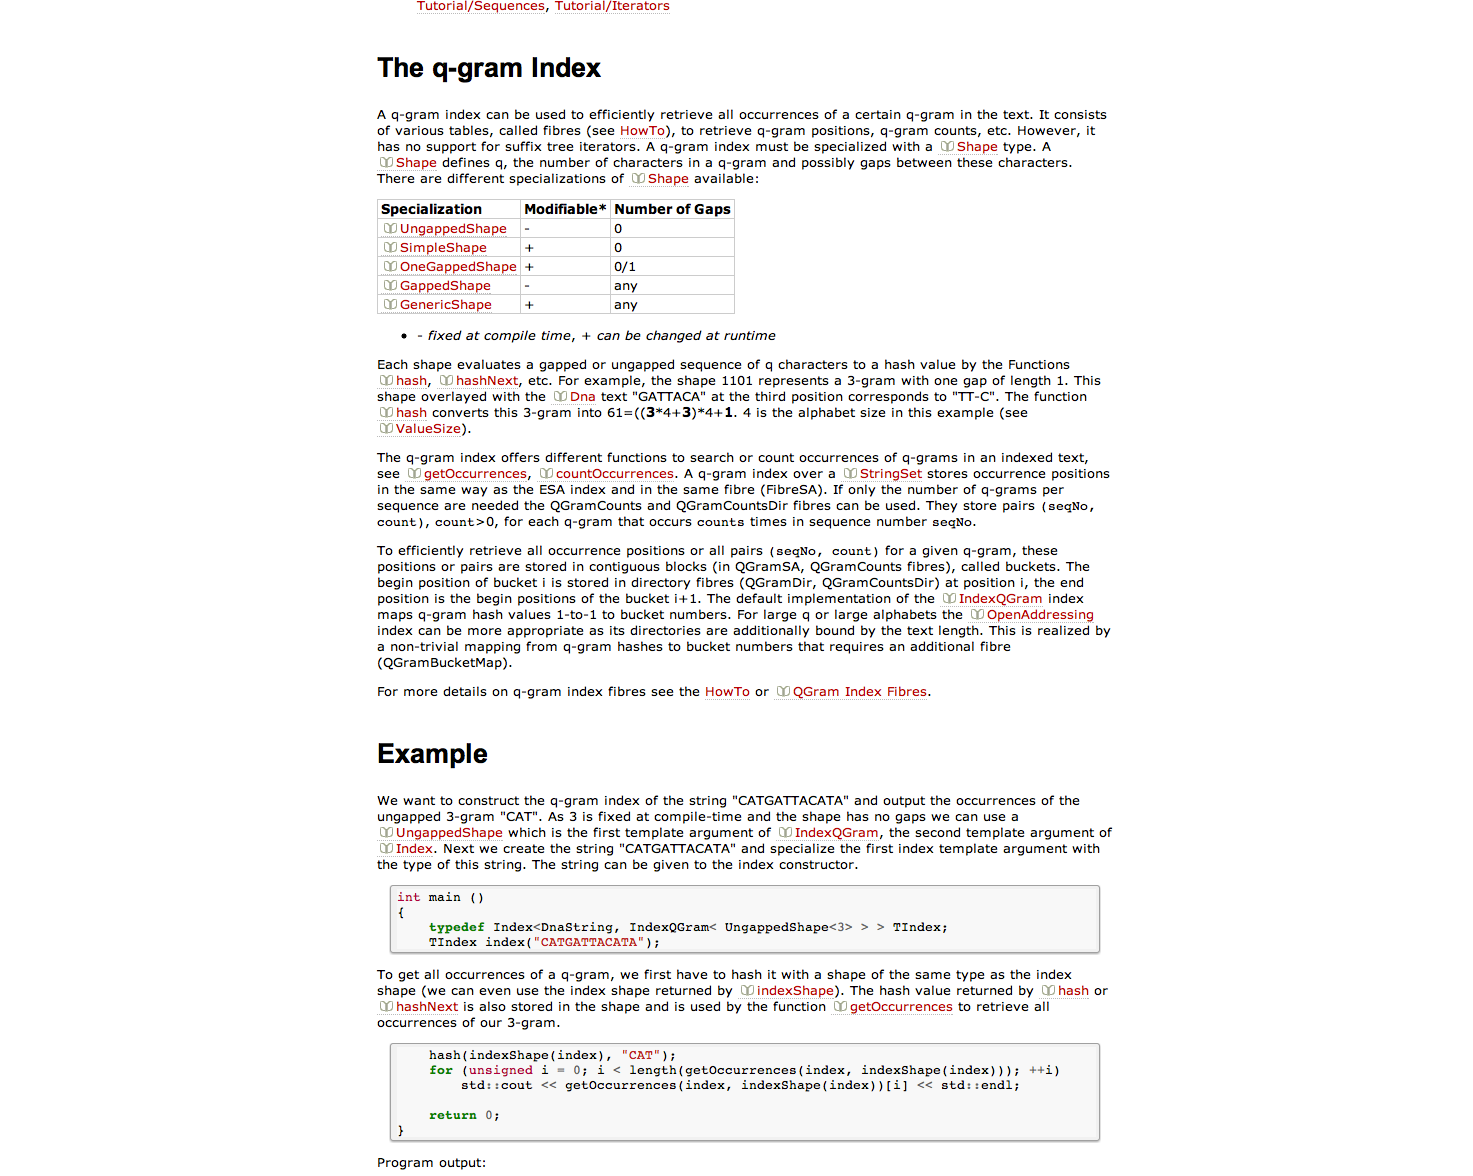 Tutorial/Sequences, Tutorial/Iterators
The q-gram Index
A q-gram index can be used to efficiently retrieve all occurrences of a certain q-gram in the text. It consists
of various tables, called fibres (see HowTo), to retrieve q-gram positions, q-gram counts, etc. However, it
has no support for suffix tree iterators. A q-gram index must be specialized with a Shape type. A
Shape defines q, the number of characters in a q-gram and possibly gaps between these characters.
There are different specializations of Shape available:
Specialization Modifiable* Number of Gaps
UngappedShape - 0
SimpleShape + 0
OneGappedShape + 0/1
GappedShape - any
GenericShape + any
• - fixed at compile time, + can be changed at runtime
Each shape evaluates a gapped or ungapped sequence of q characters to a hash value by the Functions
hash, hashNext, etc. For example, the shape 1101 represents a 3-gram with one gap of length 1. This
shape overlayed with the Dna text "GATTACA" at the third position corresponds to "TT-C". The function
hash converts this 3-gram into 61=((3*4+3)*4+1. 4 is the alphabet size in this example (see
ValueSize).
The q-gram index offers different functions to search or count occurrences of q-grams in an indexed text,
see getOccurrences, countOccurrences. A q-gram index over a StringSet stores occurrence positions
in the same way as the ESA index and in the same fibre (FibreSA). If only the number of q-grams per
sequence are needed the QGramCounts and QGramCountsDir fibres can be used. They store pairs (seqNo,
count), count>0, for each q-gram that occurs counts times in sequence number seqNo.
To efficiently retrieve all occurrence positions or all pairs (seqNo, count) for a given q-gram, these
positions or pairs are stored in contiguous blocks (in QGramSA, QGramCounts fibres), called buckets. The
begin position of bucket i is stored in directory fibres (QGramDir, QGramCountsDir) at position i, the end
position is the begin positions of the bucket i+1. The default implementation of the IndexQGram index
maps q-gram hash values 1-to-1 to bucket numbers. For large q or large alphabets the OpenAddressing
index can be more appropriate as its directories are additionally bound by the text length. This is realized by
a non-trivial mapping from q-gram hashes to bucket numbers that requires an additional fibre
(QGramBucketMap).
For more details on q-gram index fibres see the HowTo or QGram Index Fibres.
Example
We want to construct the q-gram index of the string "CATGATTACATA" and output the occurrences of the
ungapped 3-gram "CAT". As 3 is fixed at compile-time and the shape has no gaps we can use a
UngappedShape which is the first template argument of IndexQGram, the second template argument of
Index. Next we create the string "CATGATTACATA" and specialize the first index template argument with
the type of this string. The string can be given to the index constructor.
int main ()
{
typedef Index<DnaString, IndexQGram< UngappedShape<3> > > TIndex;
TIndex index("CATGATTACATA");
To get all occurrences of a q-gram, we first have to hash it with a shape of the same type as the index
shape (we can even use the index shape returned by indexShape). The hash value returned by hash or
hashNext is also stored in the shape and is used by the function getOccurrences to retrieve all
occurrences of our 3-gram.
hash(indexShape(index), "CAT");
for (unsigned i = 0; i < length(getOccurrences(index, indexShape(index))); ++i)
std::cout << getOccurrences(index, indexShape(index))[i] << std::endl;
return 0;
}
Program output: